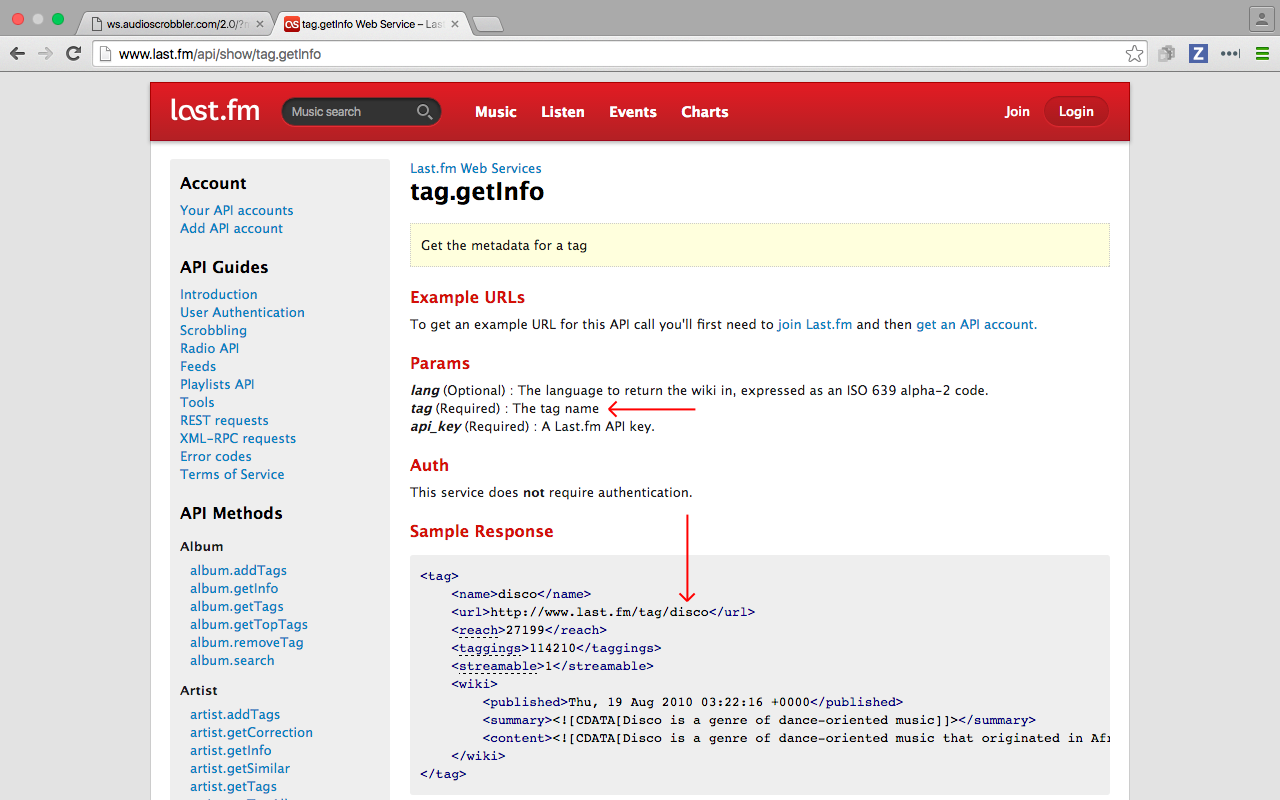 ws.audioscrobbler.com/2.0/?m
tag.getInfo Web Service – Las
www.last.fm/api/show/tag.getInfo
last.fm
Music search
Music
Listen
Events
Charts
Join
Login
Account
Your API accounts
Add API account
API Guides
Introduction
User Authentication
Scrobbling
Radio API
Feeds
Playlists API
Tools
REST requests
XML-RPC requests
Error codes
Terms of Service
API Methods
Album
album.addTags
album.getInfo
album.getTags
album.getTopTags
album.removeTag
album.search
Artist
artist.addTags
artist.getCorrection
artist.getInfo
artist.getSimilar
artist.getTags
Last.fm Web Services
tag.getInfo
Get the metadata for a tag
Example URLs
To get an example URL for this API call you'll first need to join Last.fm and then get an API account.
Params
lang (Optional) : The language to return the wiki in, expressed as an ISO 639 alpha-2 code.
tag (Required) : The tag name
api_key (Required) : A Last.fm API key.
Auth
This service does not require authentication.
Sample Response
<tag>
<name>disco</name>
<url>http://www.last.fm/tag/disco</url>
<reach>27199</reach>
<taggings>114210</taggings>
<streamable>1</streamable>
<wiki>
<published>Thu, 19 Aug 2010 03:22:16 +0000</published>
<summary><![CDATA[Disco is a genre of dance-oriented music]]></summary>
<content><![CDATA[Disco is a genre of dance-oriented music that originated in Afr
</wiki>
</tag>